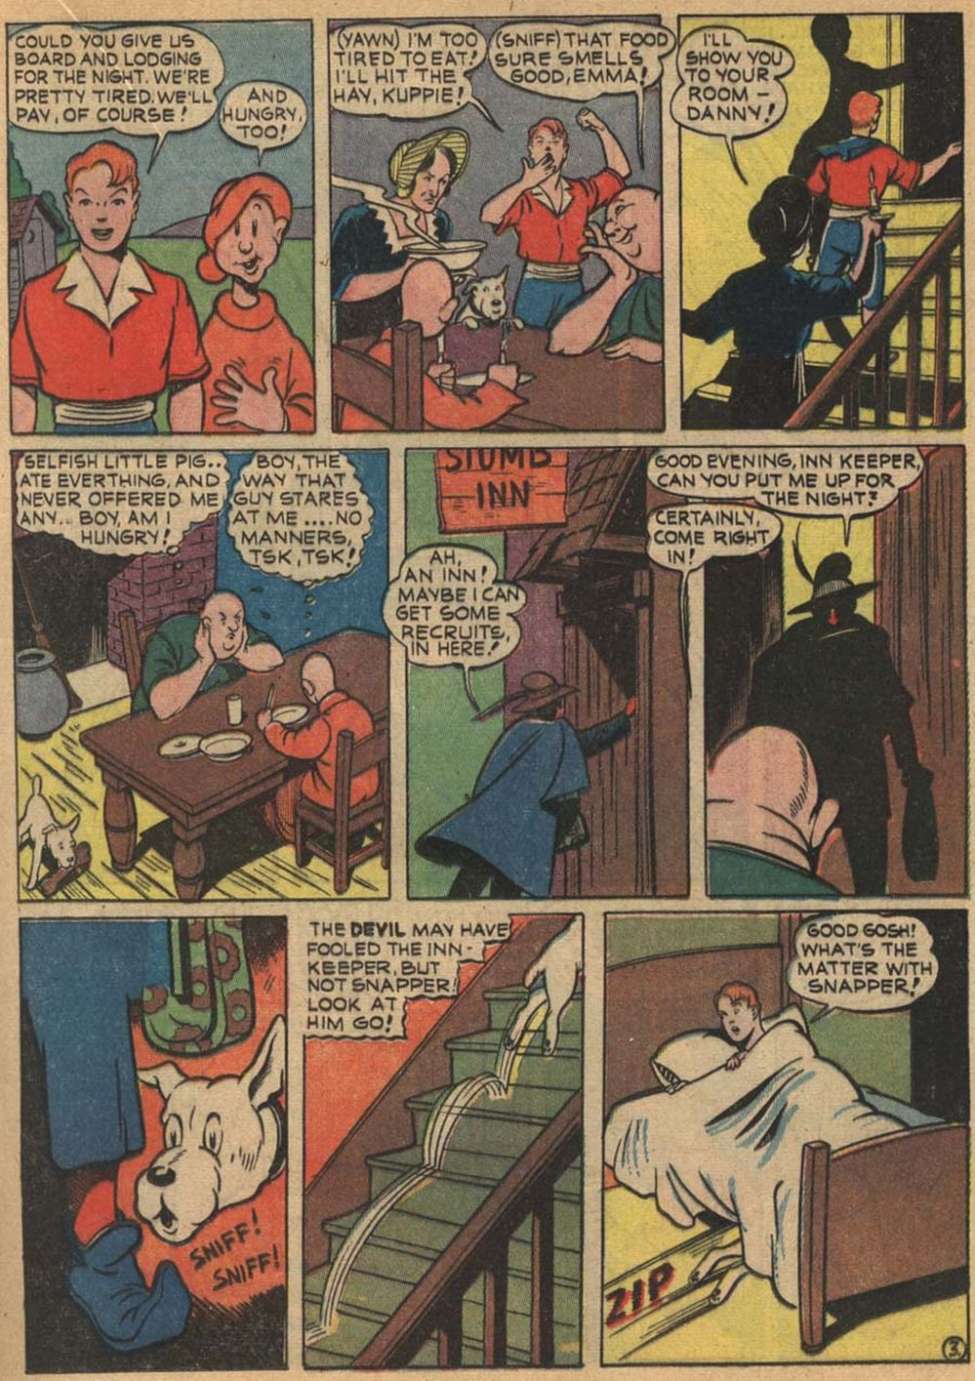 COULD YOU GIVE US
BOARD AND LODGING
FOR THE NIGHT. WE'RE
PRETTY TIRED. WE'LL
PAY, OF COURSE!
AND
HUNGRY,
TOO!
(YAWN) I'M TOO
TIRED TO EAT!
I'LL HIT THE
HAY, KUPPIE!
(SNIFF) THAT FOOD
SURE SMELLS
GOOD, EMMA!
I'LL
SHOW YOU
TO YOUR
ROOM -
DANNY!
SELFISH LITTLE PIG..
ATE EVERTHING, AND
NEVER OFFERED ME
ANY... BOY, AM I
HUNGRY!
BOY, THE
WAY THAT
GUY STARES
AT ME ....NO
MANNERS,
TSK, TSK!
STUMB
INN
AH,
AN INN!
MAYBE I CAN
GET SOME
RECRUITS,
IN HERE!
GOOD EVENING, INN KEEPER,
CAN YOU PUT ME UP FOR
THE NIGHT?
CERTAINLY,
COME RIGHT
IN!
SNIFF!
SNIFF!
THE DEVIL MAY HAVE
FOOLED THE INN-
KEEPER, BUT
NOT SNAPPER!
LOOK AT
HIM GO!
GOOD GOSH!
WHAT'S THE
MATTER WITH
SNAPPER!
ZIP
3